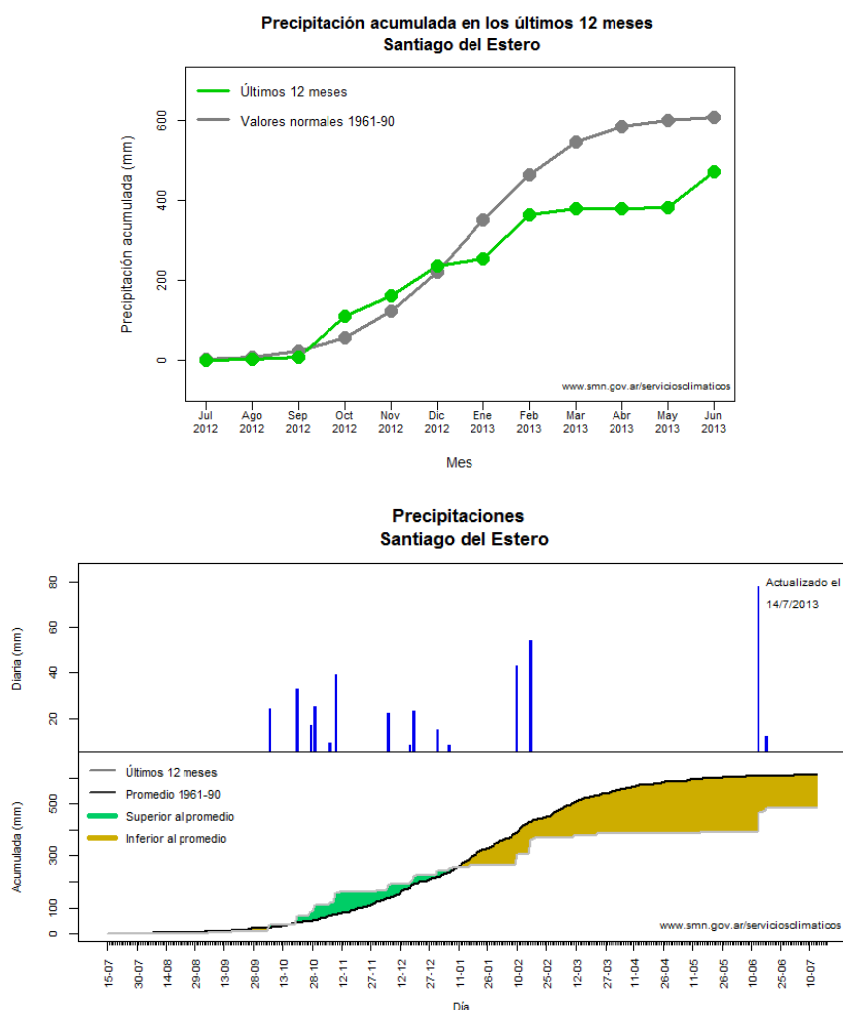 Precipitación acumulada en los últimos 12 meses
Santiago del Estero
Últimos 12 meses
Valores normales 1961-90
Precipitación acumulada (mm)
600
400
200
0
www.smn.gov.ar/serviciosclimaticos
Jul Ago Sep Oct Nov Dic Ene Feb Mar Abr May Jun
2012 2012 2012 2012 2012 2012 2013 2013 2013 2013 2013 2013
Mes
Precipitaciones
Santiago del Estero
Actualizado el
14/7/2013
Diaria (mm)
80
60
40
20
Últimos 12 meses
Promedio 1961-90
Superior al promedio
Inferior al promedio
Acumulada (mm)
500
300
100
0
www.smn.gov.ar/serviciosclimaticos
15-07 30-07 14-08 29-08 13-09 28-09 13-10 28-10 12-11 27-11 12-12 27-12 11-01 26-01 10-02 25-02 12-03 27-03 11-04 26-04 11-05 26-05 10-06 25-06 10-07
Día